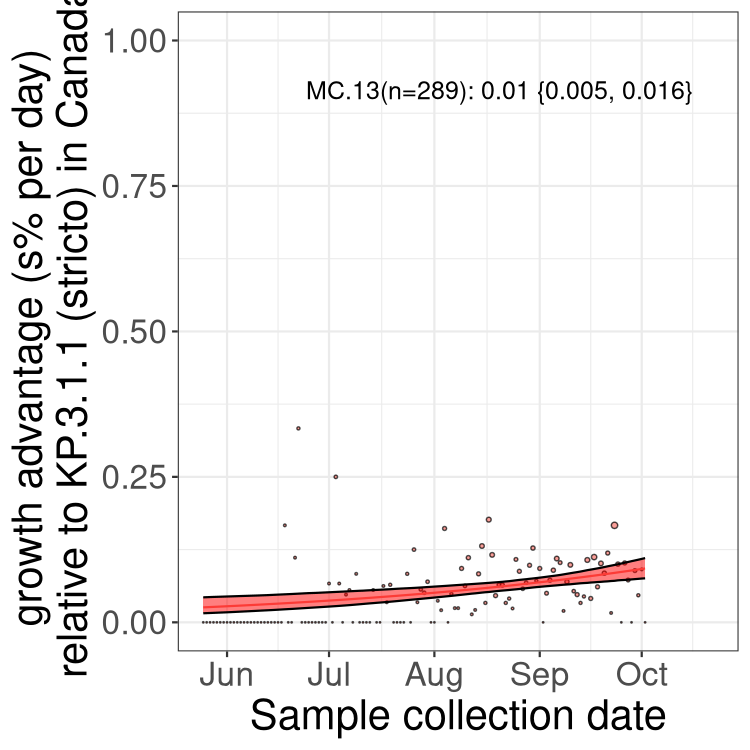 growth advantage (s% per day)
relative to KP.3.1.1 (stricto) in Canada
1.00
MC.13(n=289): 0.01 {0.005, 0.016}
0.75
0.50
0.25
0.00
Jun Jul Aug Sep Oct
Sample collection date